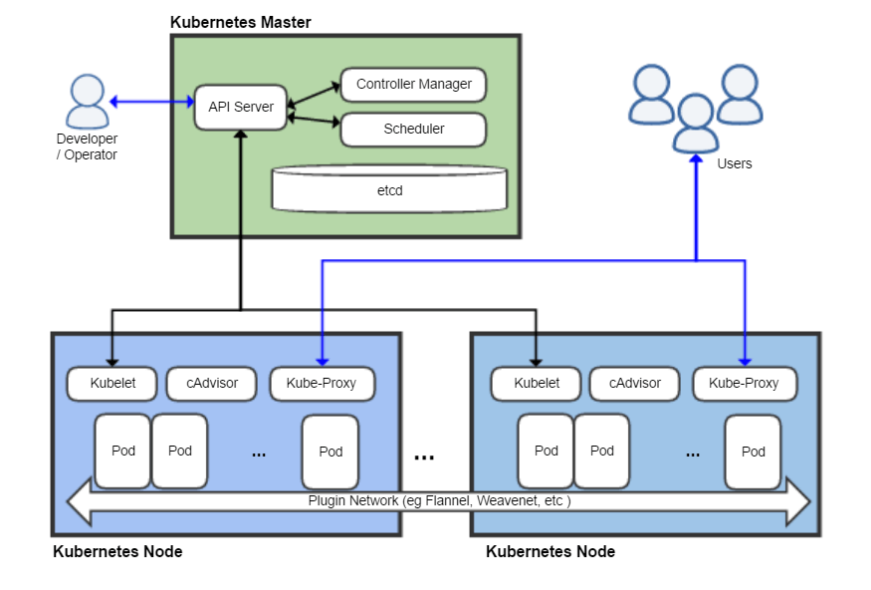 Kubernetes Master
API Server
Controller Manager
Scheduler
etcd
Developer
/ Operator
Users
Kubelet
cAdvisor
Kube-Proxy
Pod
Pod
...
Pod
...
Kubelet
cAdvisor
Kube-Proxy
Pod
Pod
...
Pod
Plugin Network (eg Flannel, Weavenet, etc )
Kubernetes Node
Kubernetes Node